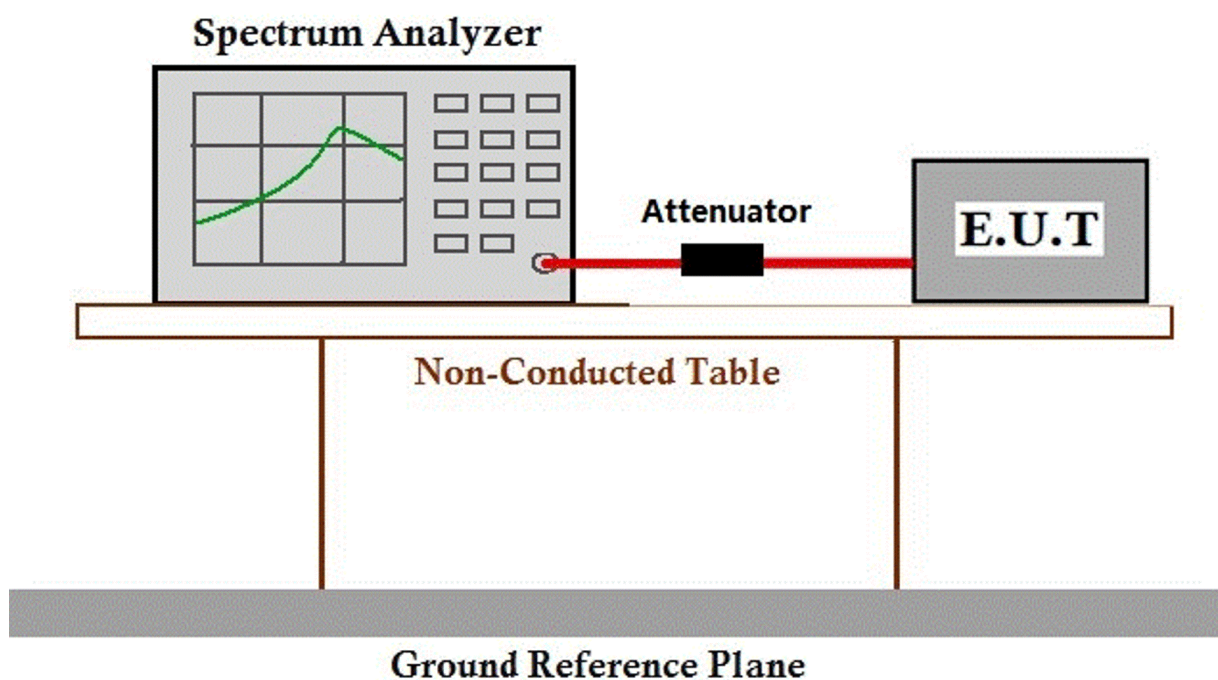 Spectrum Analyzer
Attenuator
E.U.T
Non-Conducted Table
Ground Reference Plane